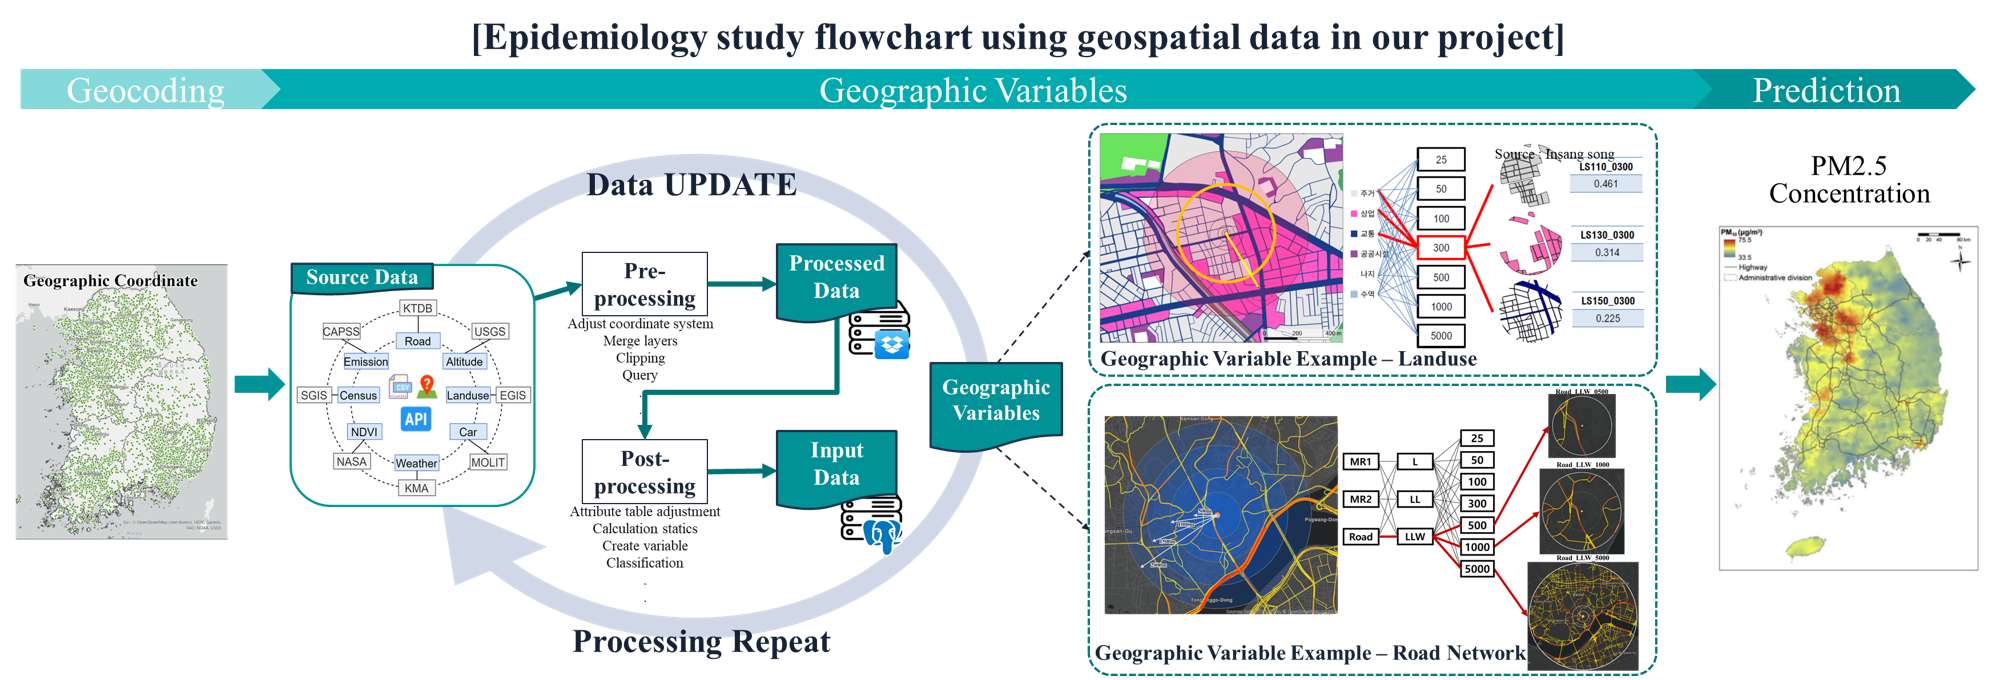 [Epidemiology study flowchart using geospatial data in our project]
Geocoding
Geographic Variables
Prediction
Geographic Coordinate
Data UPDATE
Source Data
KTDB
CAPSS
USGS
Road
Emission
Altitude
SGIS
Census
CSV
Landuse
EGIS
API
NDVI
Car
NASA
Weather
MOLIT
KMA
Pre-
processing
Adjust coordinate system
Merge layers
Clipping
Query
.
.
Processed
Data
Post-
processing
Attribute table adjustment
Calculation statics
Create variable
Classification
.
.
Input
Data
Processing Repeat
Geographic
Variables
주거
상업
교통
공공시설
나지
수역
25
50
100
300
500
1000
5000
Source : Insang song
LS110_0300
0.461
LS130_0300
0.314
LS150_0300
0.225
0
200
400 m
Geographic Variable Example – Landuse
MR1
MR2
Road
L
LL
LLW
25
50
100
300
500
1000
5000
Road_LLW_0500
Road_LLW_1000
Road_LLW_5000
Geographic Variable Example – Road Network
PM2.5
Concentration
PM₁₀ (μg/m³)
75.5
33.5
Highway
Administrative division
0 20 40 80 km